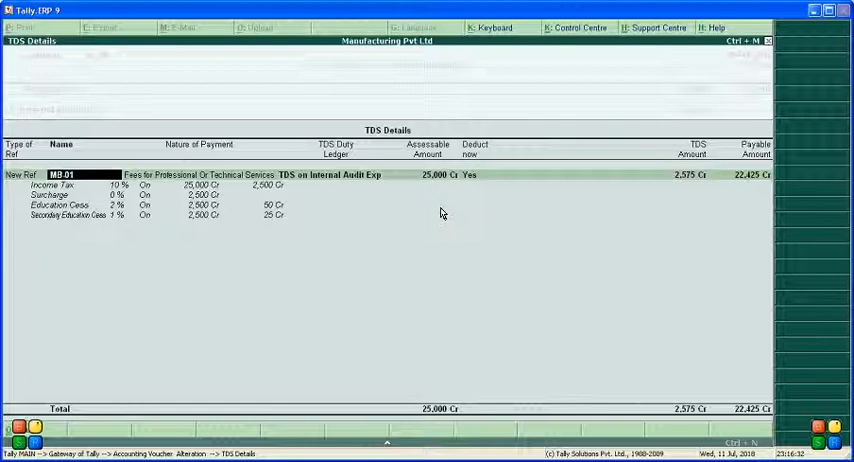 Tally.ERP 9
P: Print E: Export M: E-Mail O: Upload G: Language K: Keyboard K: Control Centre H: Support Centre H: Help
TDS Details Manufacturing Pvt Ltd Ctrl + M
TDS Details
Type of Ref Name Nature of Payment TDS Duty Ledger Assessable Amount Deduct now TDS Amount Payable Amount
New Ref MB-01 Fees for Professional Or Technical Services TDS on Internal Audit Exp 25,000 Cr Yes 2,575 Cr 22,425 Cr
Income Tax 10 % On 25,000 Cr 2,500 Cr
Surcharge 0 % On 2,500 Cr
Education Cess 2 % On 2,500 Cr 50 Cr
Secondary Education Cess 1 % On 2,500 Cr 25 Cr
Total 25,000 Cr 2,575 Cr 22,425 Cr
Ctrl + N
Tally MAIN --> Gateway of Tally --> Accounting Voucher Alteration --> TDS Details (c) Tally Solutions Pvt. Ltd., 1988-2009 Wed, 11 Jul, 2018 23:16:32